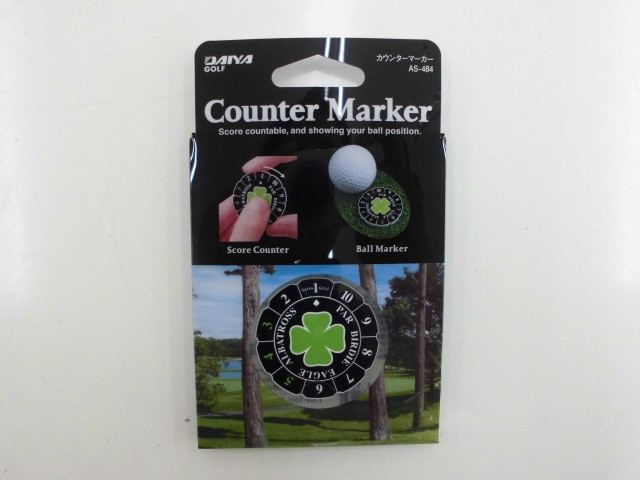 DAIYA
GOLF
カウンターマーカー
AS-484
Counter Marker
Score countable, and showing your ball position.
Score Counter
Ball Marker
DAIYA 1 GOLF
10
9
8
7
6
5
4
3
2
PAR BIRDIE EAGLE ALBATROSS